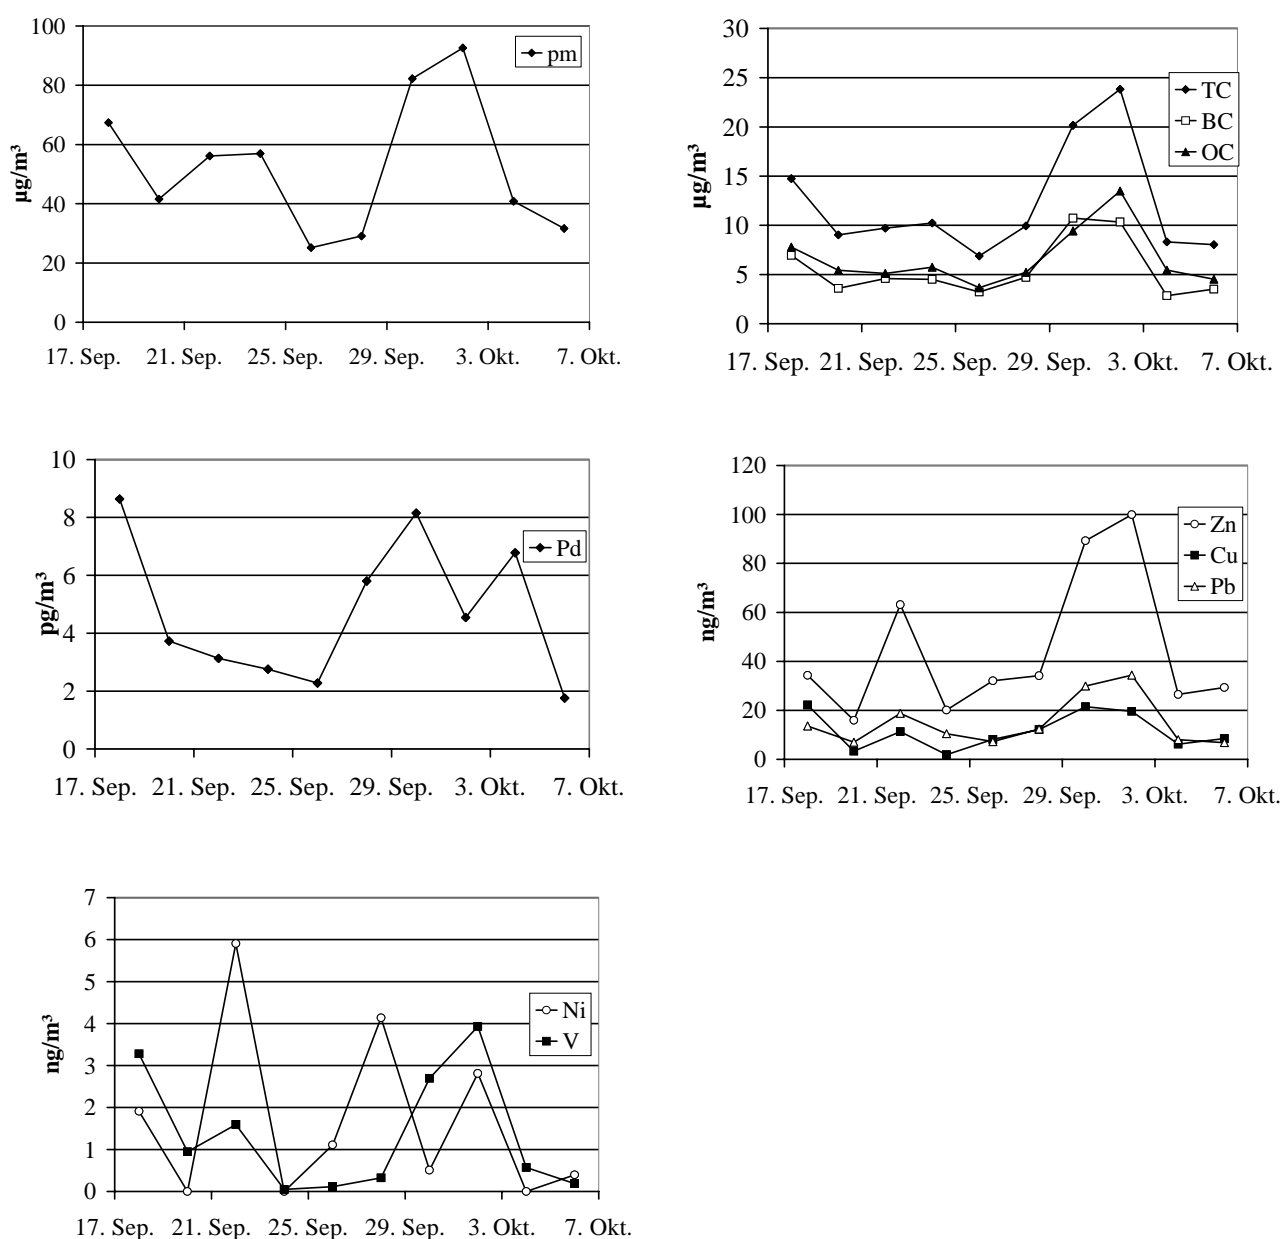 100
80
60
40
20
0
µg/m³
pm
17. Sep. 21. Sep. 25. Sep. 29. Sep. 3. Okt. 7. Okt.
30
25
20
15
10
5
0
µg/m³
TC
BC
OC
17. Sep. 21. Sep. 25. Sep. 29. Sep. 3. Okt. 7. Okt.
10
8
6
4
2
0
pg/m³
Pd
17. Sep. 21. Sep. 25. Sep. 29. Sep. 3. Okt. 7. Okt.
120
100
80
60
40
20
0
ng/m³
Zn
Cu
Pb
17. Sep. 21. Sep. 25. Sep. 29. Sep. 3. Okt. 7. Okt.
7
6
5
4
3
2
1
0
ng/m³
Ni
V
17. Sep. 21. Sep. 25. Sep. 29. Sep. 3. Okt. 7. Okt.